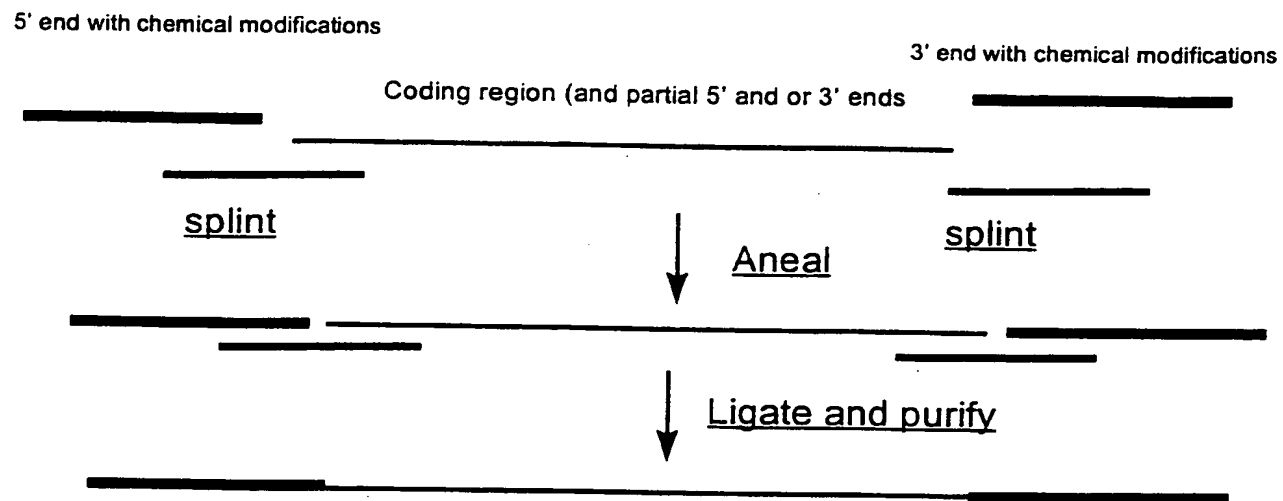 5' end with chemical modifications
3' end with chemical modifications
Coding region (and partial 5' and or 3' ends
splint
splint
Aneal
Ligate and purify